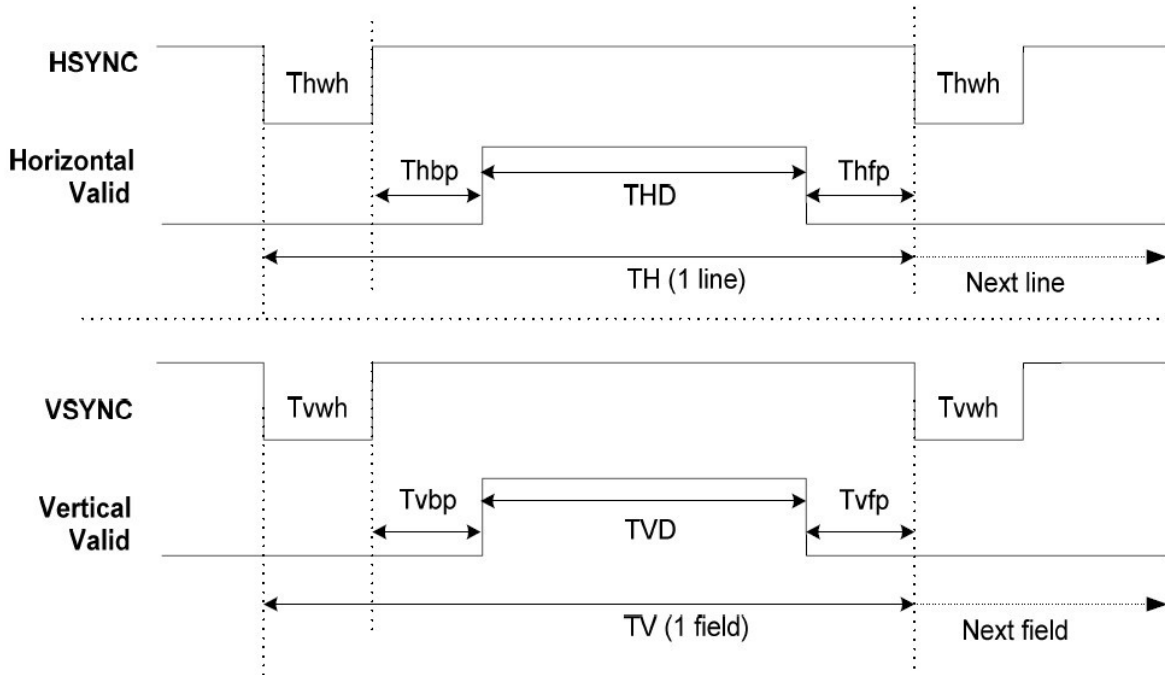 HSYNC
Thwh
Thwh
Horizontal
Valid
Thbp
THD
Thfp
TH (1 line)
Next line
VSYNC
Tvwh
Tvwh
Vertical
Valid
Tvbp
TVD
Tvfp
TV (1 field)
Next field